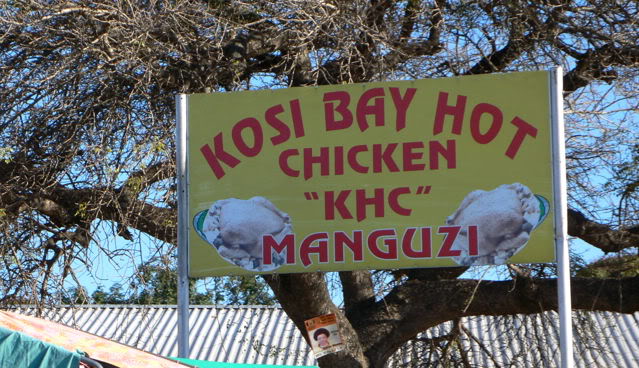 KOSI BAY HOT
CHICKEN
"KHC"
MANGUZI